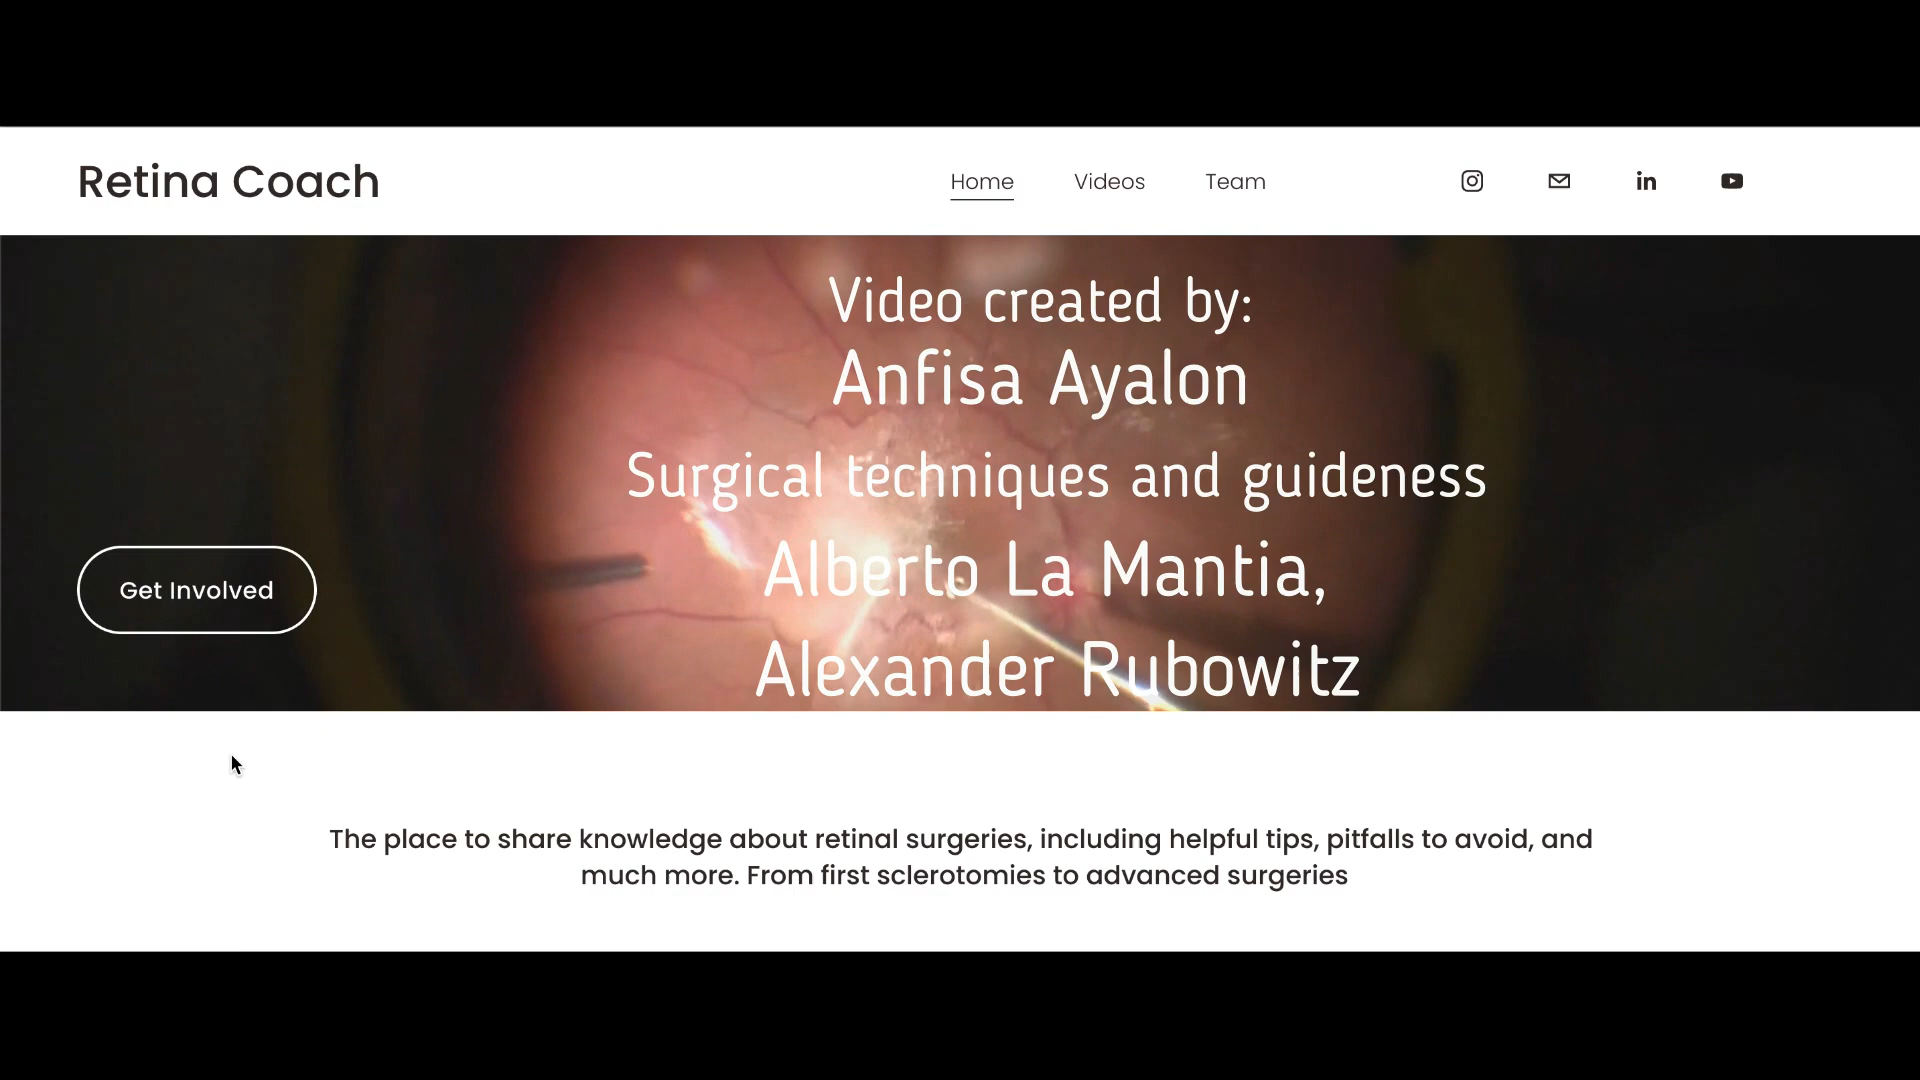 Retina Coach
Home Videos Team
Video created by:
Anfisa Ayalon
Surgical techniques and guideness
Alberto La Mantia,
Alexander Rubowitz
Get Involved
The place to share knowledge about retinal surgeries, including helpful tips, pitfalls to avoid, and
much more. From first sclerotomies to advanced surgeries